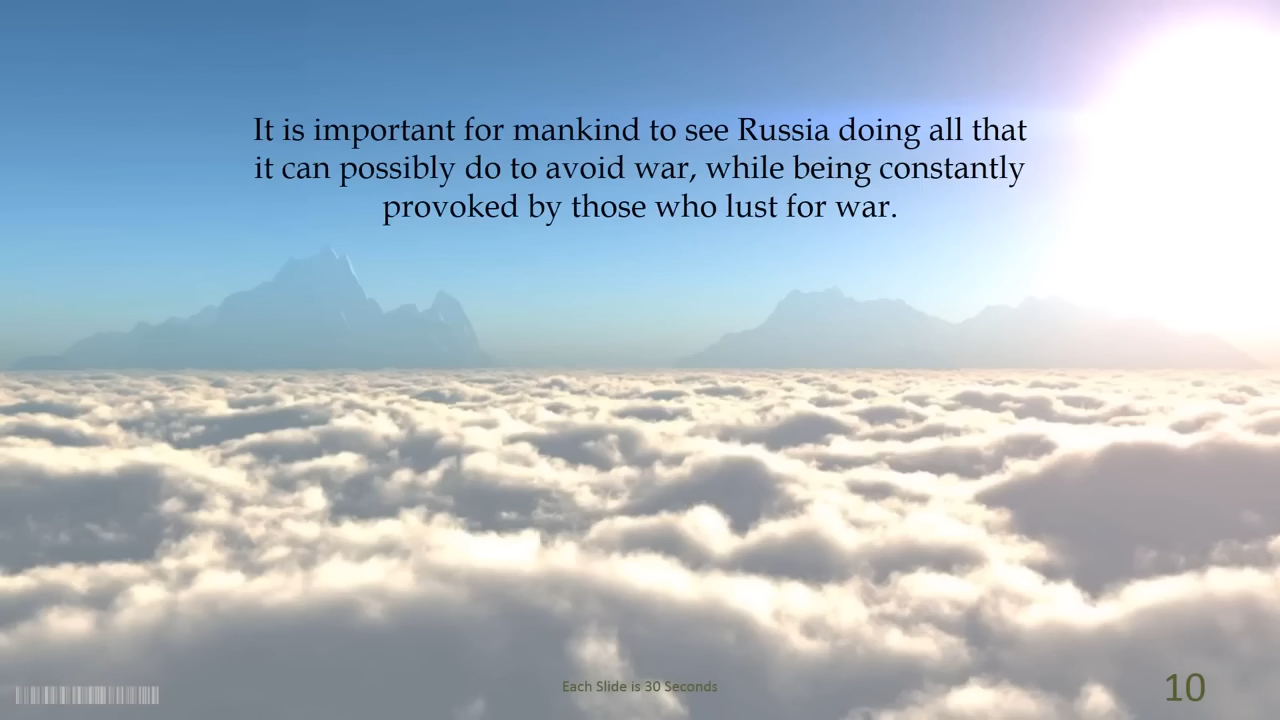 It is important for mankind to see Russia doing all that
it can possibly do to avoid war, while being constantly
provoked by those who lust for war.
Each Slide is 30 Seconds
10